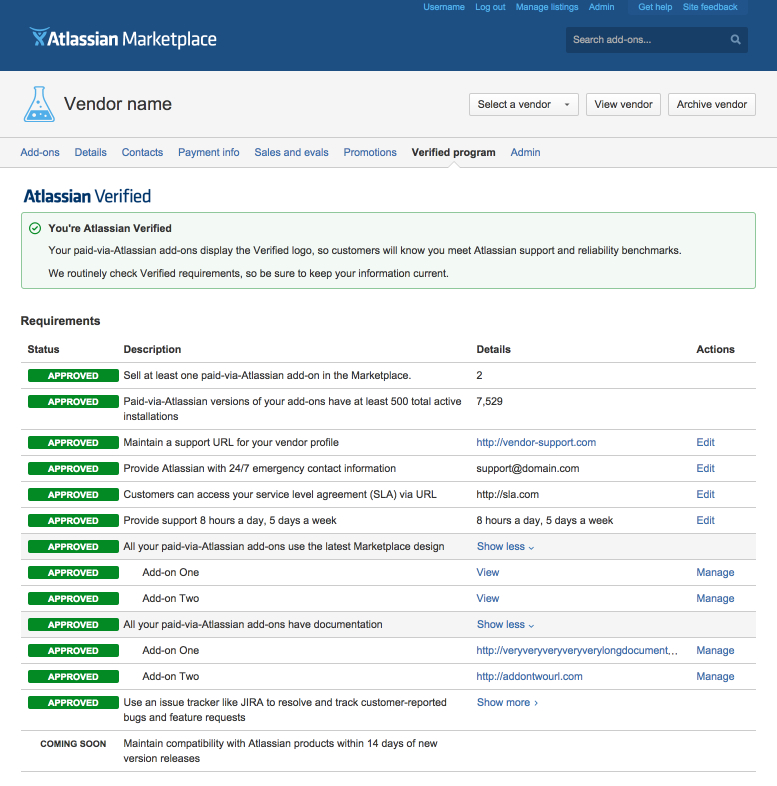 Username Log out Manage listings Admin Get help Site feedback
Atlassian Marketplace
Search add-ons...
Vendor name
Select a vendor View vendor Archive vendor
Add-ons Details Contacts Payment info Sales and evals Promotions Verified program Admin
Atlassian Verified
You're Atlassian Verified
Your paid-via-Atlassian add-ons display the Verified logo, so customers will know you meet Atlassian support and reliability benchmarks.
We routinely check Verified requirements, so be sure to keep your information current.
Requirements
Status Description Details Actions
APPROVED Sell at least one paid-via-Atlassian add-on in the Marketplace. 2
APPROVED Paid-via-Atlassian versions of your add-ons have at least 500 total active 7,529
installations
APPROVED Maintain a support URL for your vendor profile http://vendor-support.com Edit
APPROVED Provide Atlassian with 24/7 emergency contact information support@domain.com Edit
APPROVED Customers can access your service level agreement (SLA) via URL http://sla.com Edit
APPROVED Provide support 8 hours a day, 5 days a week 8 hours a day, 5 days a week Edit
APPROVED All your paid-via-Atlassian add-ons use the latest Marketplace design Show less
APPROVED Add-on One View Manage
APPROVED Add-on Two View Manage
APPROVED All your paid-via-Atlassian add-ons have documentation Show less
APPROVED Add-on One http://veryveryveryveryverylongdocument... Manage
APPROVED Add-on Two http://addontwourl.com Manage
APPROVED Use an issue tracker like JIRA to resolve and track customer-reported Show more
bugs and feature requests
COMING SOON Maintain compatibility with Atlassian products within 14 days of new
version releases